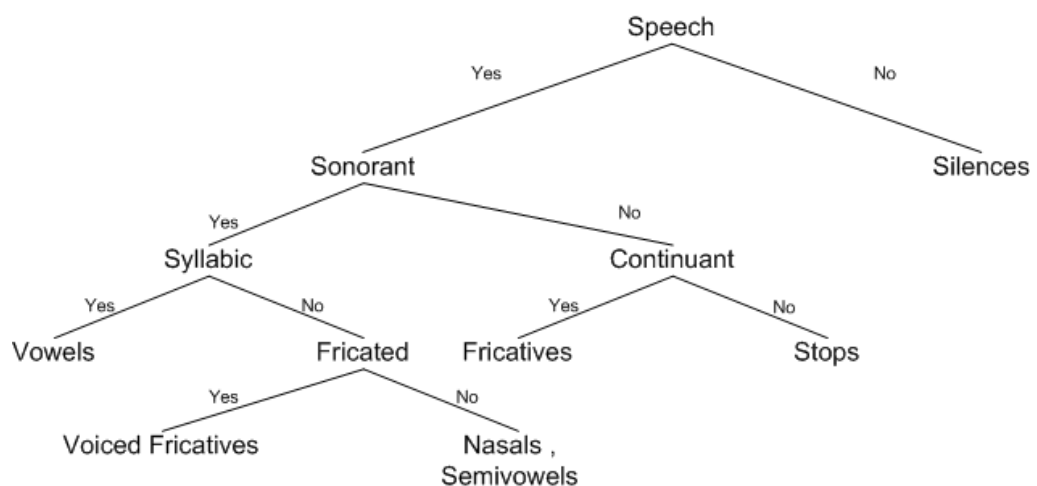 Speech
Yes
No
Sonorant
Silences
Yes
No
Syllabic
Continuant
Yes
No
Yes
No
Vowels
Fricated
Fricatives
Stops
Yes
No
Voiced Fricatives
Nasals ,
Semivowels